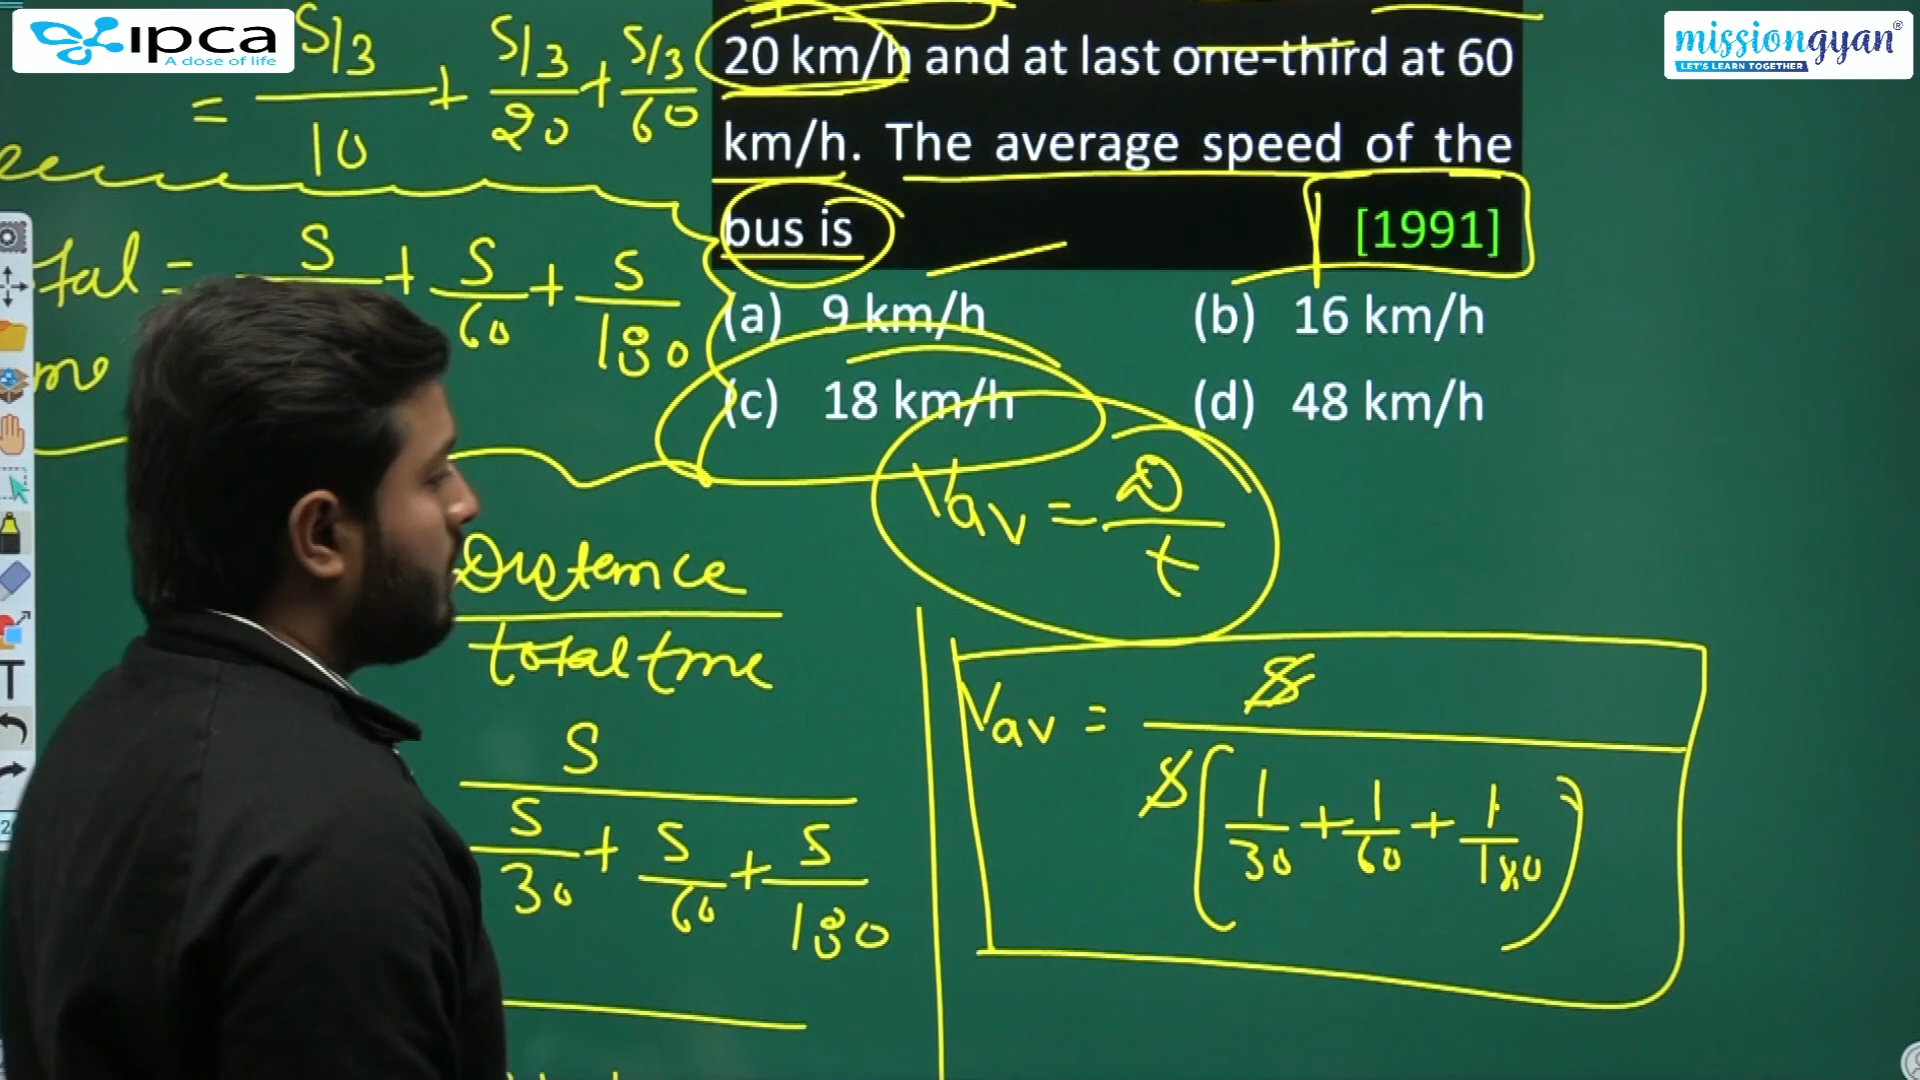 ipca
A dose of life
missiongyan®
LET'S LEARN TOGETHER
= S/3 / 10 + S/3 / 20 + S/3 / 60
20 km/h and at last one-third at 60
km/h. The average speed of the
bus is [1991]
(a) 9 km/h (b) 16 km/h
(c) 18 km/h (d) 48 km/h
tal = S + S/60 + S/180
me
Vav = D/t
Distance
total time
S
S/30 + S/60 + S/180
Vav = S
S(1/30 + 1/60 + 1/180)
T